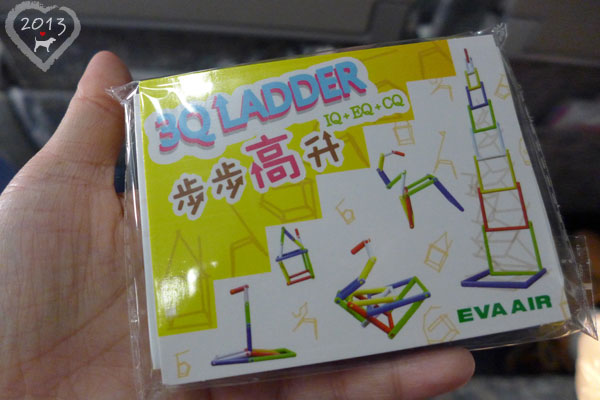 2013
3Q LADDER
IQ+EQ+CQ
步步高升
EVA AIR